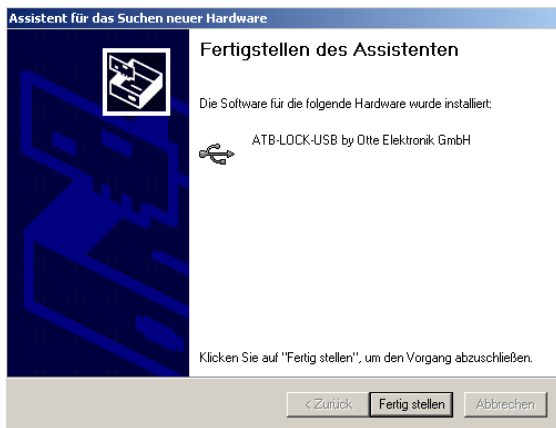 Assistent für das Suchen neuer Hardware
Fertigstellen des Assistenten
Die Software für die folgende Hardware wurde installiert:
ATB-LOCK-USB by Otte Elektronik GmbH
Klicken Sie auf "Fertig stellen", um den Vorgang abzuschließen.
< Zurück Fertig stellen Abbrechen